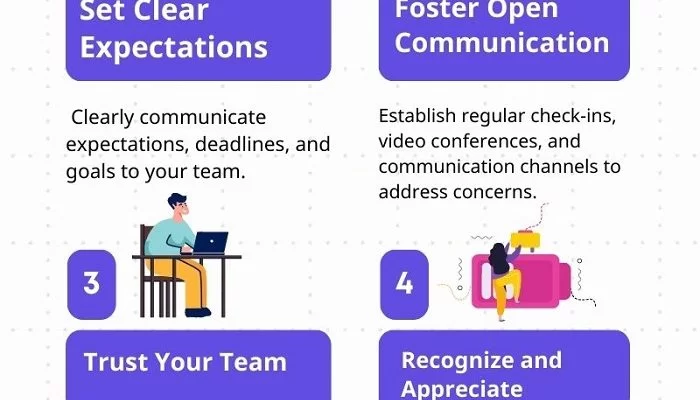 Set Clear
Expectations
Clearly communicate
expectations, deadlines, and
goals to your team.
Foster Open
Communication
Establish regular check-ins,
video conferences, and
communication channels to
address concerns.
3
Trust Your Team
4
Recognize and
Appreciate